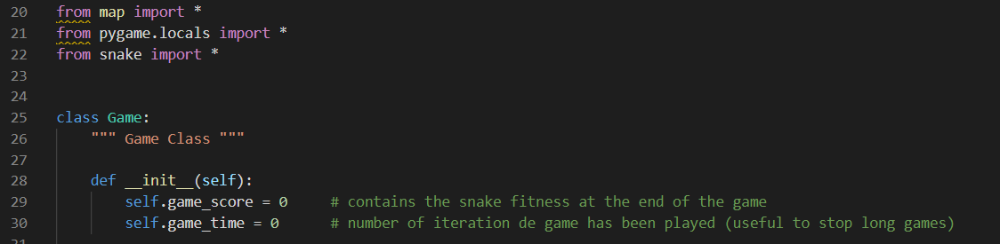 20 from map import *
21 from pygame.locals import *
22 from snake import *
23
24
25 class Game:
26 """ Game Class """
27
28 def __init__(self):
29 self.game_score = 0 # contains the snake fitness at the end of the game
30 self.game_time = 0 # number of iteration de game has been played (useful to stop long games)